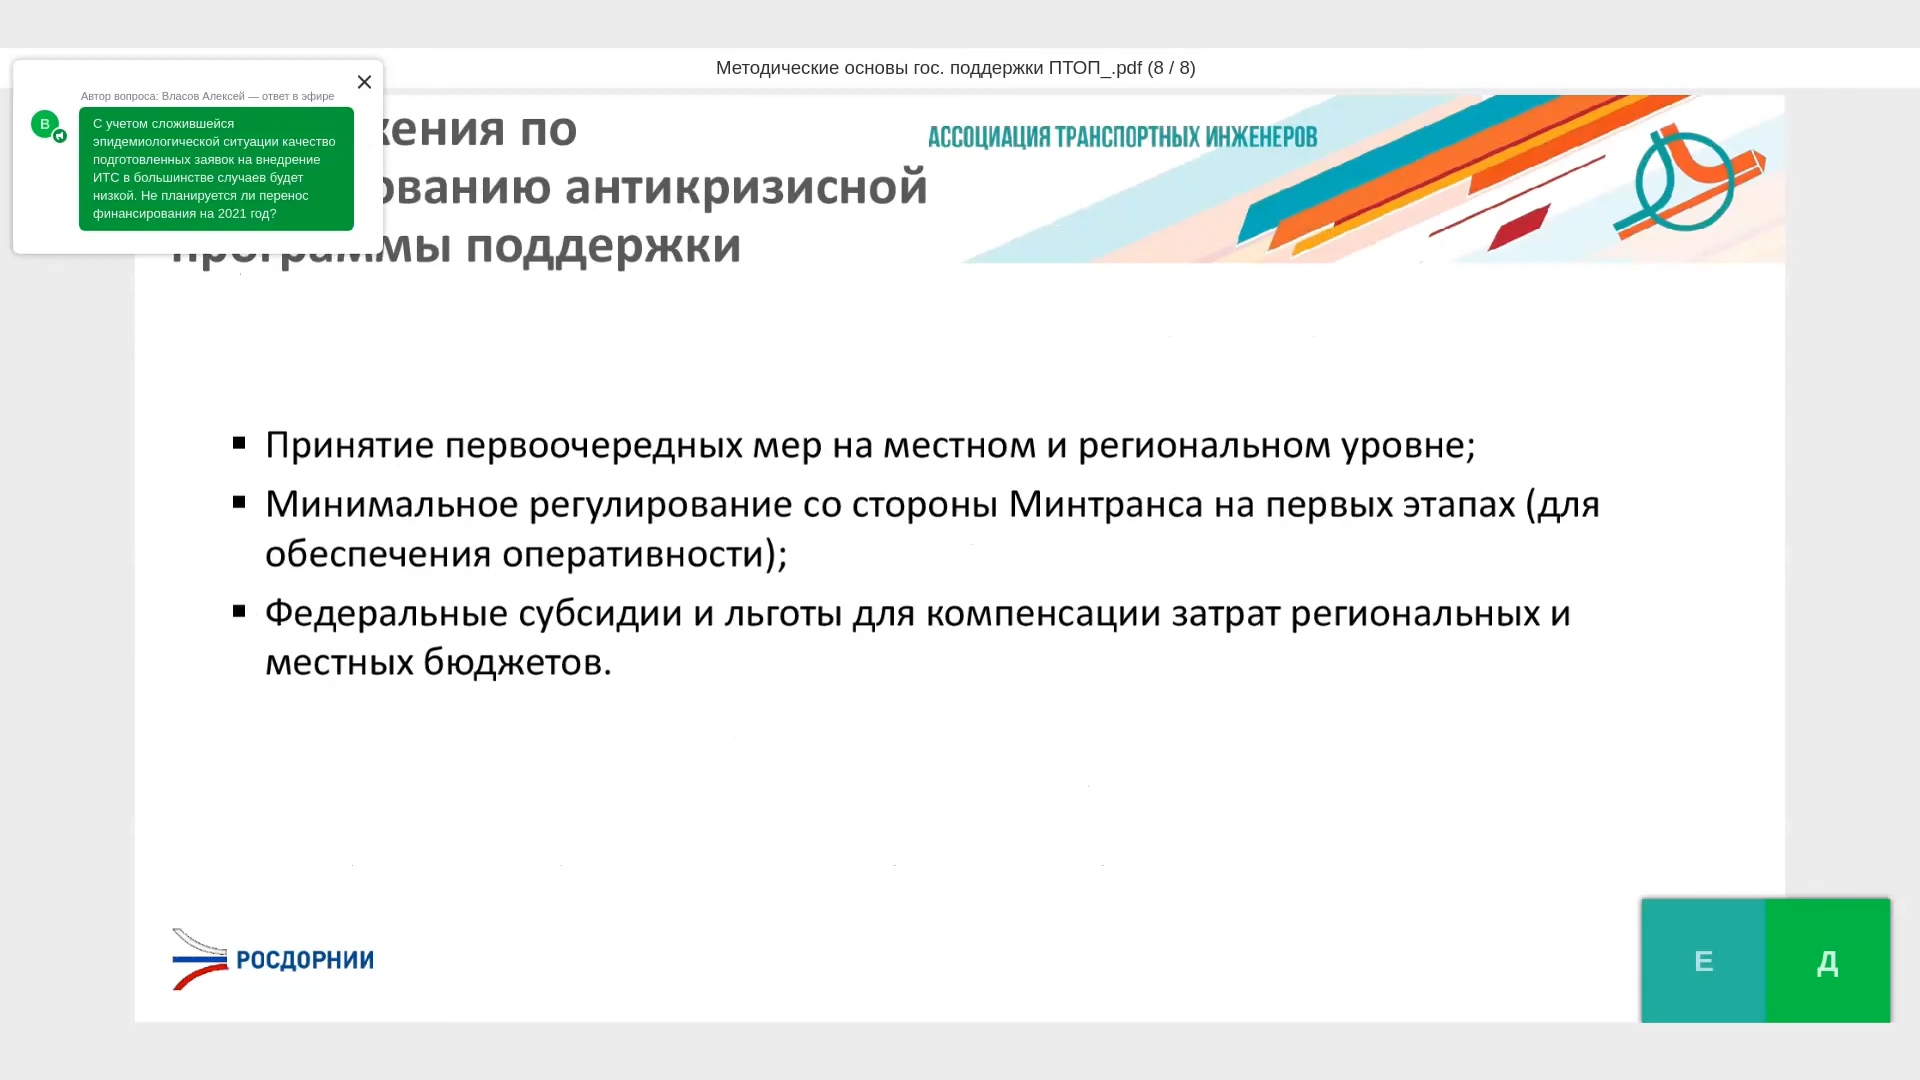 Методические основы гос. поддержки ПТОП_.pdf (8 / 8)
Автор вопроса: Власов Алексей — ответ в эфире
В
С учетом сложившейся
эпидемиологической ситуации качество
подготовленных заявок на внедрение
ИТС в большинстве случаев будет
низкой. Не планируется ли перенос
финансирования на 2021 год?
по
антикризисной
программы поддержки
АССОЦИАЦИЯ ТРАНСПОРТНЫХ ИНЖЕНЕРОВ
▪ Принятие первоочередных мер на местном и региональном уровне;
▪ Минимальное регулирование со стороны Минтранса на первых этапах (для
обеспечения оперативности);
▪ Федеральные субсидии и льготы для компенсации затрат региональных и
местных бюджетов.
РОСДОРНИИ
Е
Д